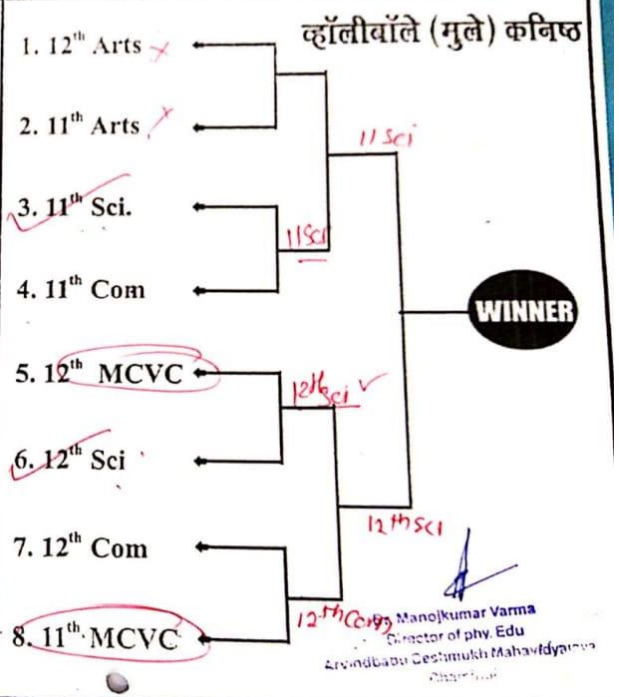 व्हॉलीबॉले (मुले) कनिष्ठ
1. 12th Arts
2. 11th Arts
11 Sci
3. 11th Sci.
11Sci
4. 11th Com
WINNER
5. 12th MCVC
12th Sci
6. 12th Sci
12th SCI
7. 12th Com
12th Com
8. 11th MCVC
Manojkumar Varma
Director of phy. Edu
Arvindbabu Deshmukh Mahavidyalaya